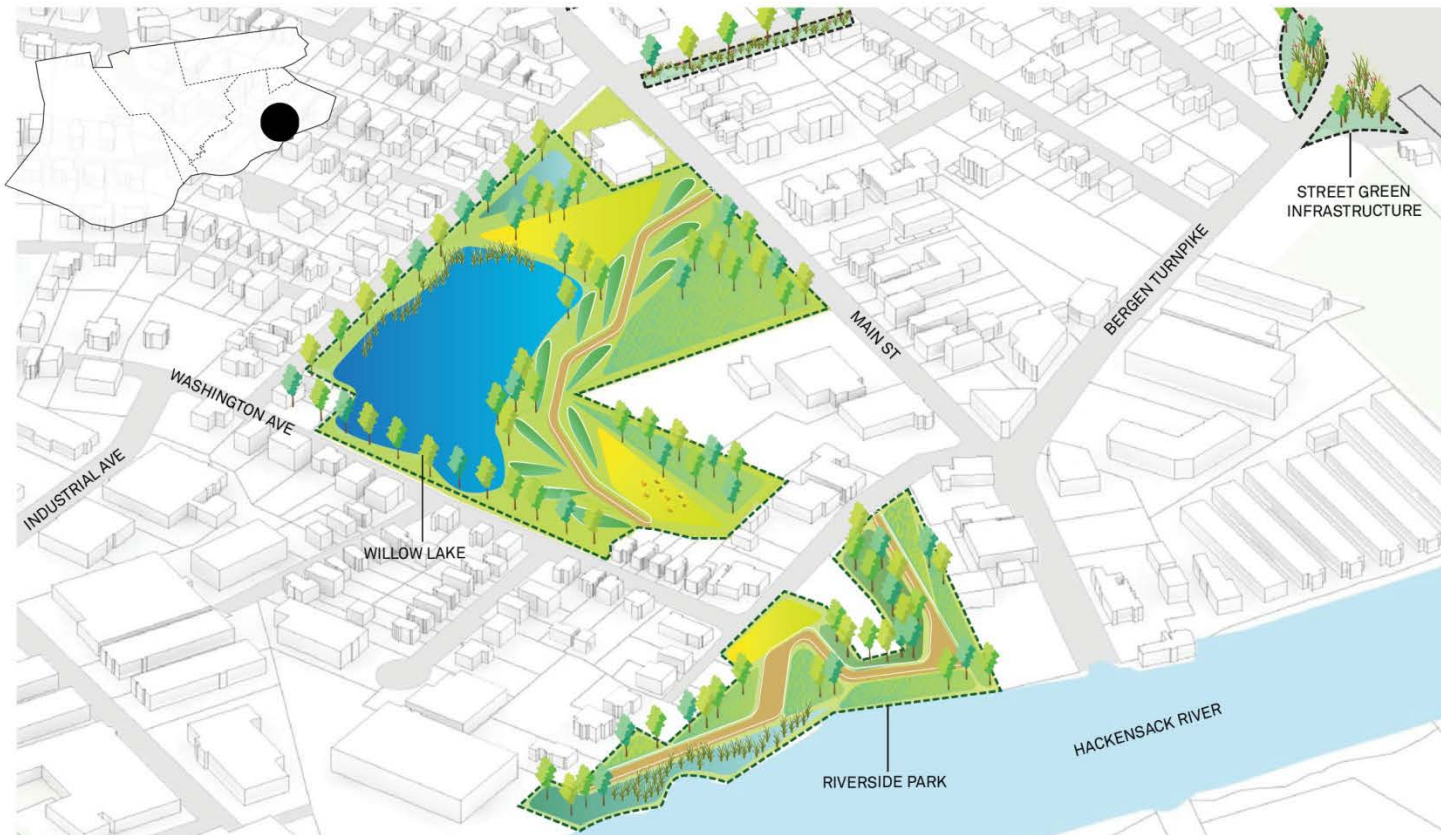 STREET GREEN
INFRASTRUCTURE
BERGEN TURNPIKE
MAIN ST
WASHINGTON AVE
INDUSTRIAL AVE
WILLOW LAKE
HACKENSACK RIVER
RIVERSIDE PARK